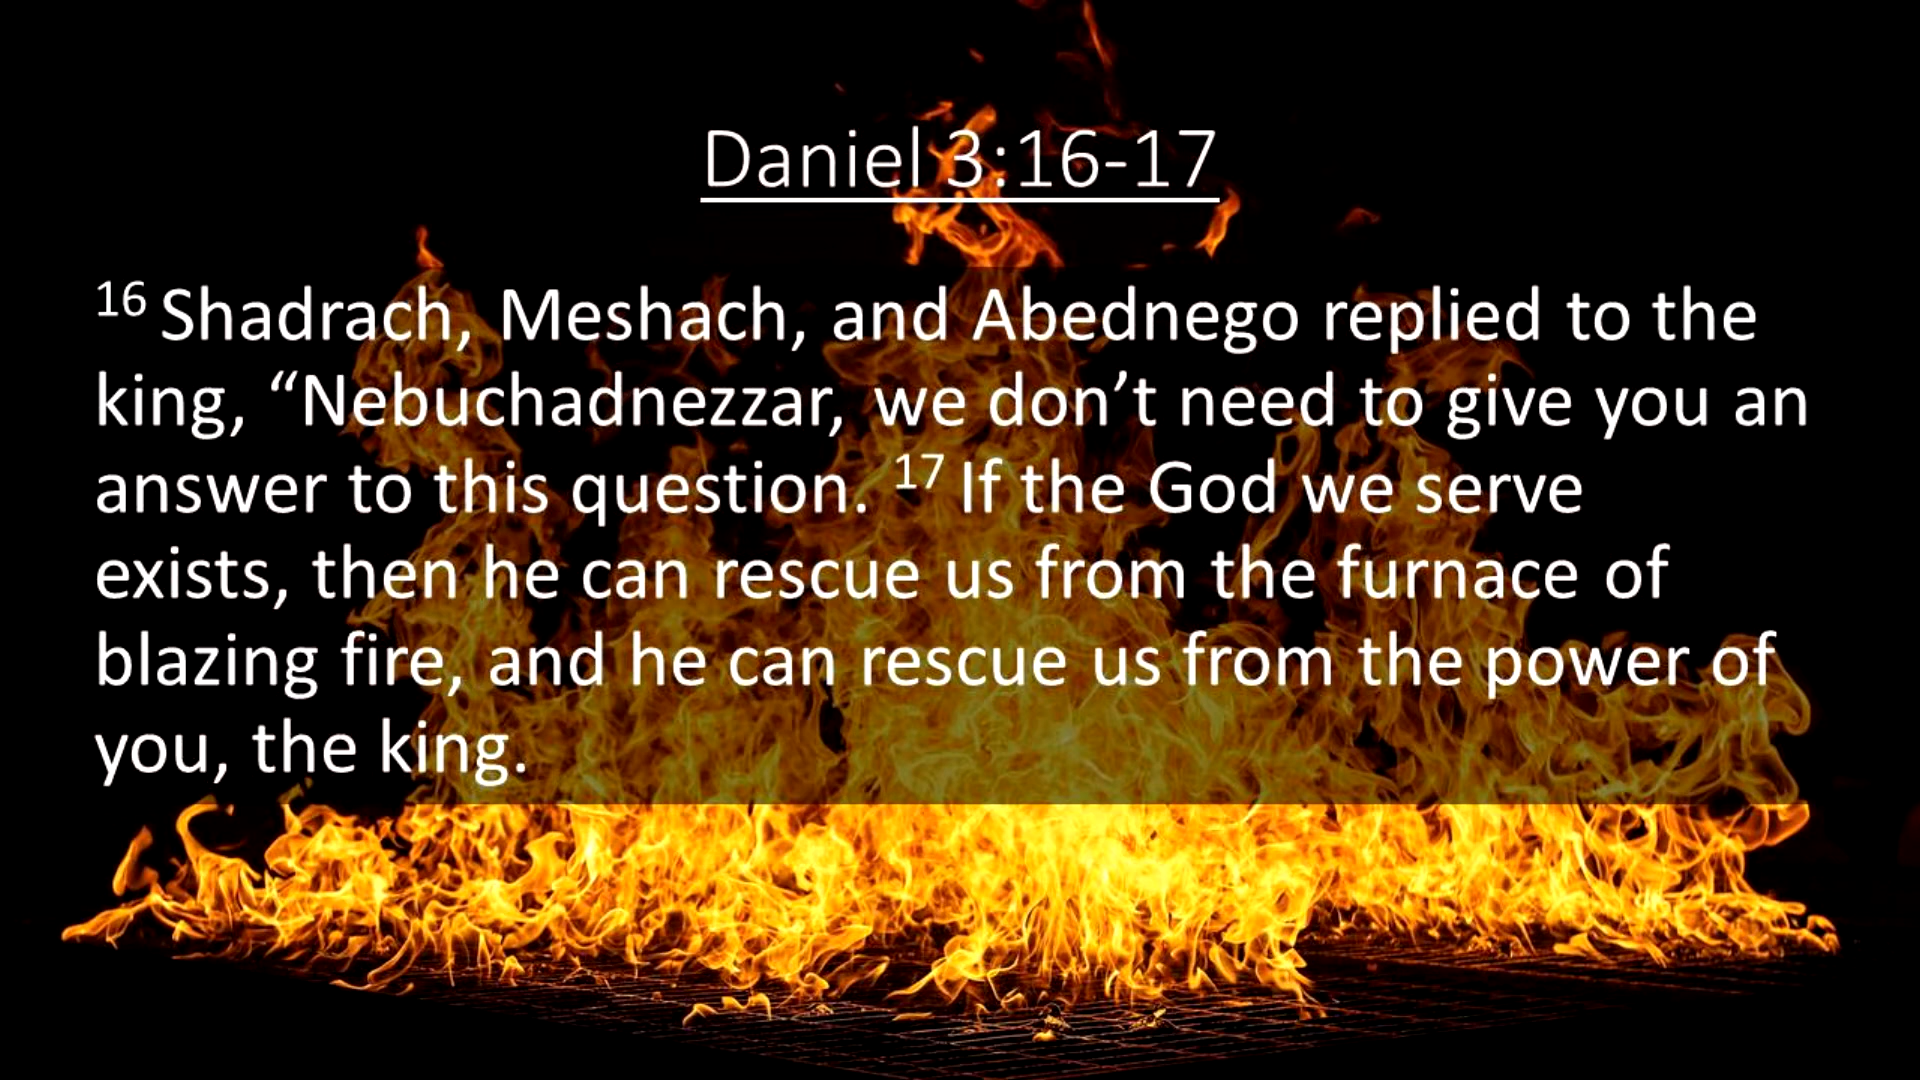 Daniel 3:16-17
16 Shadrach, Meshach, and Abednego replied to the
king, “Nebuchadnezzar, we don’t need to give you an
answer to this question. 17 If the God we serve
exists, then he can rescue us from the furnace of
blazing fire, and he can rescue us from the power of
you, the king.